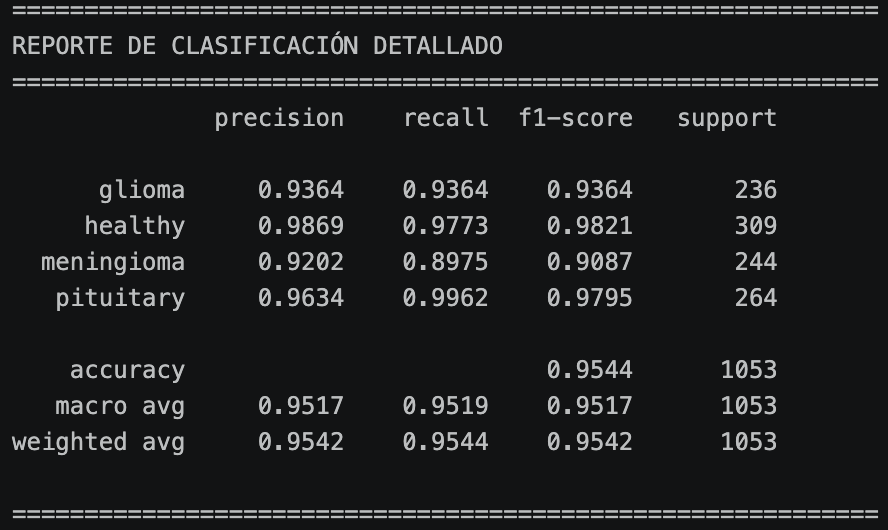 ============================================================
REPORTE DE CLASIFICACIÓN DETALLADO
============================================================
              precision    recall  f1-score   support

      glioma     0.9364    0.9364    0.9364       236
     healthy     0.9869    0.9773    0.9821       309
  meningioma     0.9202    0.8975    0.9087       244
   pituitary     0.9634    0.9962    0.9795       264

    accuracy                         0.9544      1053
   macro avg     0.9517    0.9519    0.9517      1053
weighted avg     0.9542    0.9544    0.9542      1053

============================================================